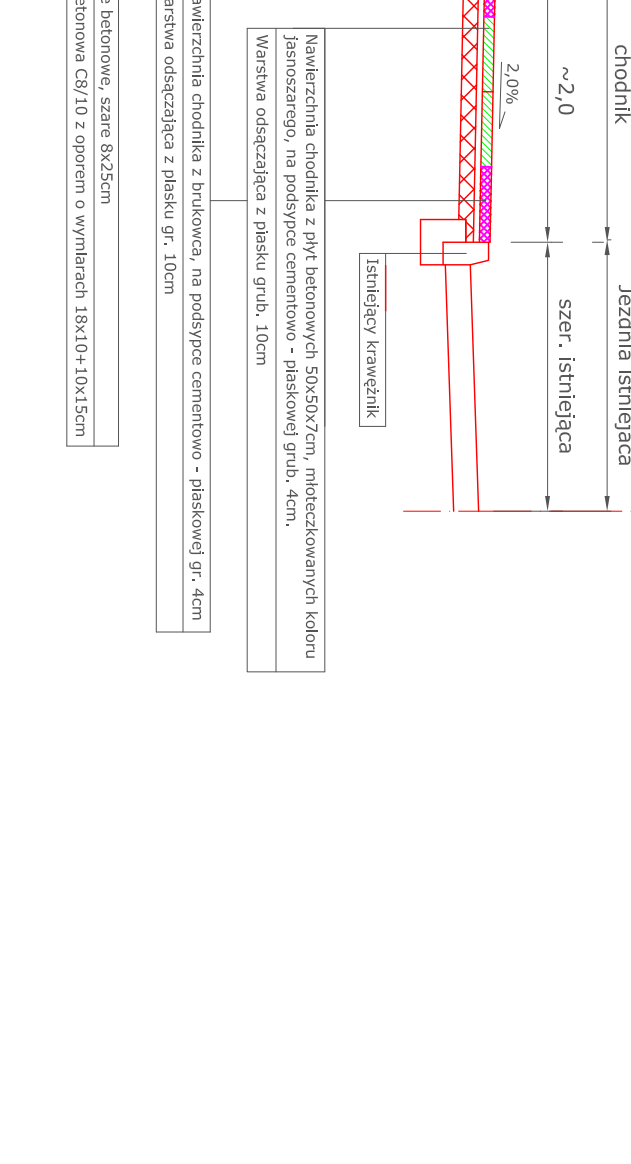 chodnik
Jezdnia istniejąca
~2,0
szer. istniejąca
2,0%
Istniejący krawężnik
Nawierzchnia chodnika z płyt betonowych 50x50x7cm, młoteczkowanych koloru
jasnoszarego, na podsypce cementowo - piaskowej grub. 4cm.
Warstwa odsączająca z piasku grub. 10cm
awierzchnia chodnika z brukowca, na podsypce cementowo - piaskowej gr. 4cm
arstwa odsączająca z piasku gr. 10cm
e betonowe, szare 8x25cm
etonowa C8/10 z oporem o wymiarach 18x10+10x15cm